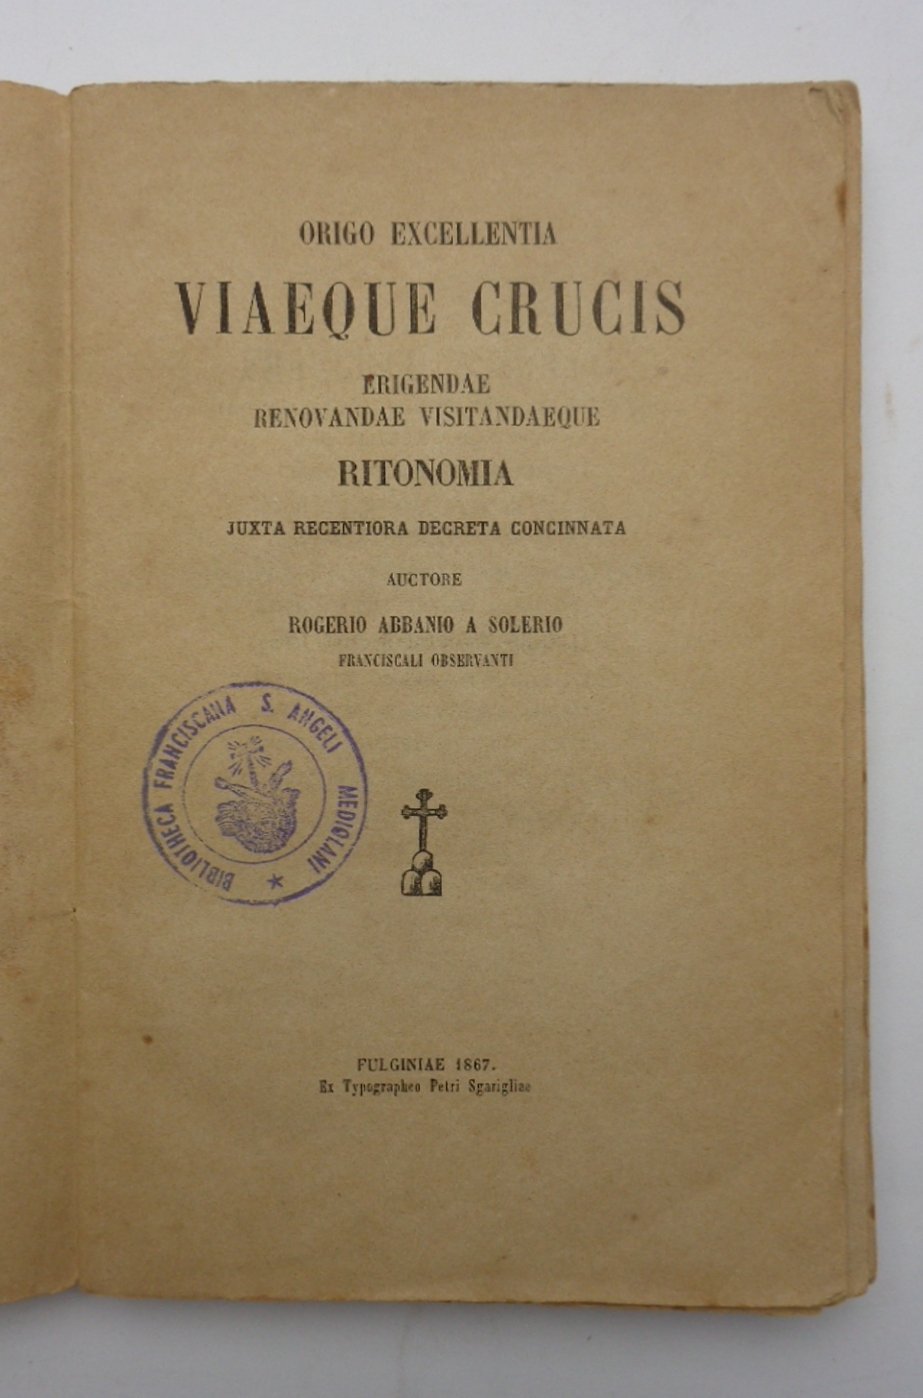 ORIGO EXCELLENTIA
VIAEQUE CRUCIS
ERIGENDAE
RENOVANDAE VISITANDAEQUE
RITONOMIA
JUXTA RECENTIORA DECRETA CONCINNATA
AUCTORE
ROGERIO ABBANIO A SOLERIO
FRANCISCALI OBSERVANTI
BIBLIOTHECA FRANCISCANA S. ANGELI MEDIOLANI
FULGINIAE 1867.
Ex Typographeo Petri Sgarigliae